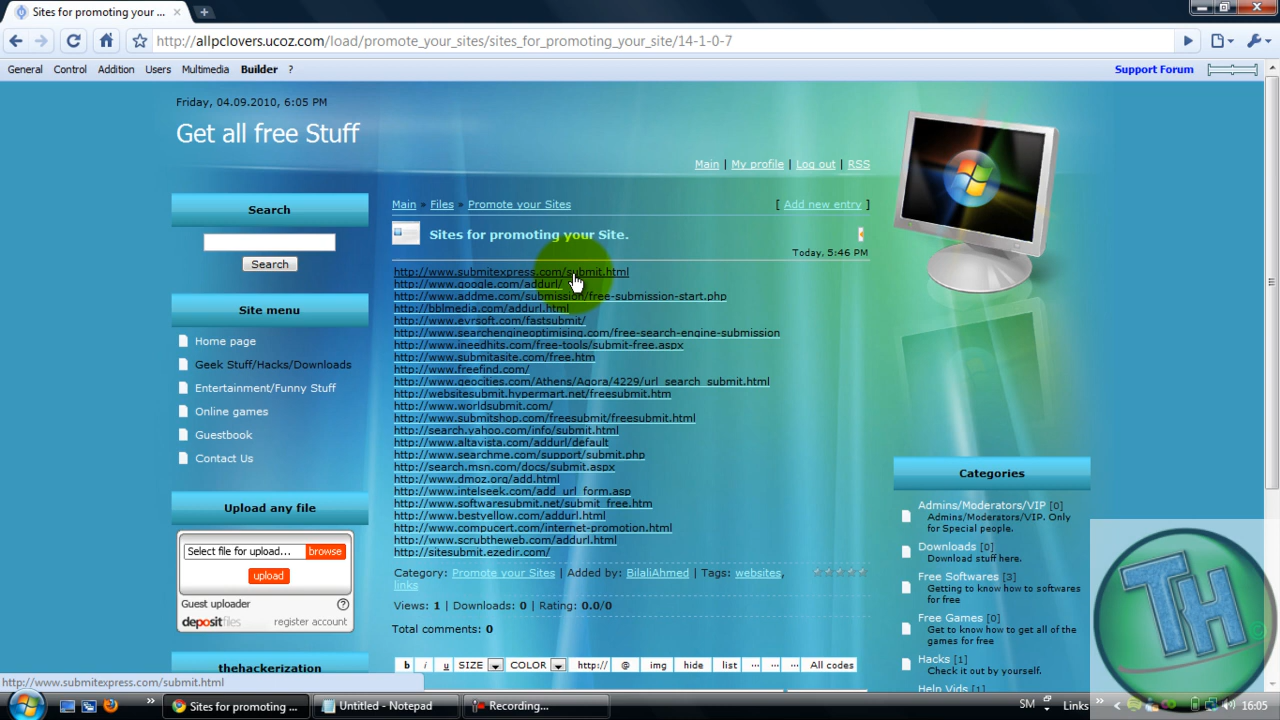 Sites for promoting your ...
http://allpclovers.ucoz.com/load/promote_your_sites/sites_for_promoting_your_site/14-1-0-7
General Control Addition Users Multimedia Builder ?
Support Forum
Friday, 04.09.2010, 6:05 PM
Get all free Stuff
Main | My profile | Log out | RSS
Search
Search
Site menu
Home page
Geek Stuff/Hacks/Downloads
Entertainment/Funny Stuff
Online games
Guestbook
Contact Us
Upload any file
Select file for upload... browse
upload
Guest uploader
depositfiles register account
thehackerization
Main » Files » Promote your Sites [ Add new entry ]
Sites for promoting your Site.
Today, 5:46 PM
http://www.submitexpress.com/submit.html
http://www.google.com/addurl/
http://www.addme.com/submission/free-submission-start.php
http://bblmedia.com/addurl.html
http://www.evrsoft.com/fastsubmit/
http://www.searchengineoptimising.com/free-search-engine-submission
http://www.ineedhits.com/free-tools/submit-free.aspx
http://www.submitasite.com/free.htm
http://www.freefind.com/
http://www.geocities.com/Athens/Agora/4229/url_search_submit.html
http://websitesubmit.hypermart.net/freesubmit.htm
http://www.worldsubmit.com/
http://www.submitshop.com/freesubmit/freesubmit.html
http://search.yahoo.com/info/submit.html
http://www.altavista.com/addurl/default
http://www.searchme.com/support/submit.php
http://search.msn.com/docs/submit.aspx
http://www.dmoz.org/add.html
http://www.intelseek.com/add_url_form.asp
http://www.softwaresubmit.net/submit_free.htm
http://www.bestyellow.com/addurl.html
http://www.compucert.com/internet-promotion.html
http://www.scrubtheweb.com/addurl.html
http://sitesubmit.ezedir.com/
Category: Promote your Sites | Added by: BilaliAhmed | Tags: websites,
links
Views: 1 | Downloads: 0 | Rating: 0.0/0
Total comments: 0
b i u SIZE COLOR http:// @ img hide list ... ... ... All codes
Categories
Admins/Moderators/VIP [0]
Admins/Moderators/VIP. Only
for Special people.
Downloads [0]
Download stuff here.
Free Softwares [3]
Getting to know how to softwares
for free
Free Games [0]
Get to know how to get all of the
games for free
Hacks [1]
Check it out by yourself.
Help Vids [1]
TH
http://www.submitexpress.com/submit.html
Sites for promoting ...
Untitled - Notepad
Recording...
SM
Links
16:05